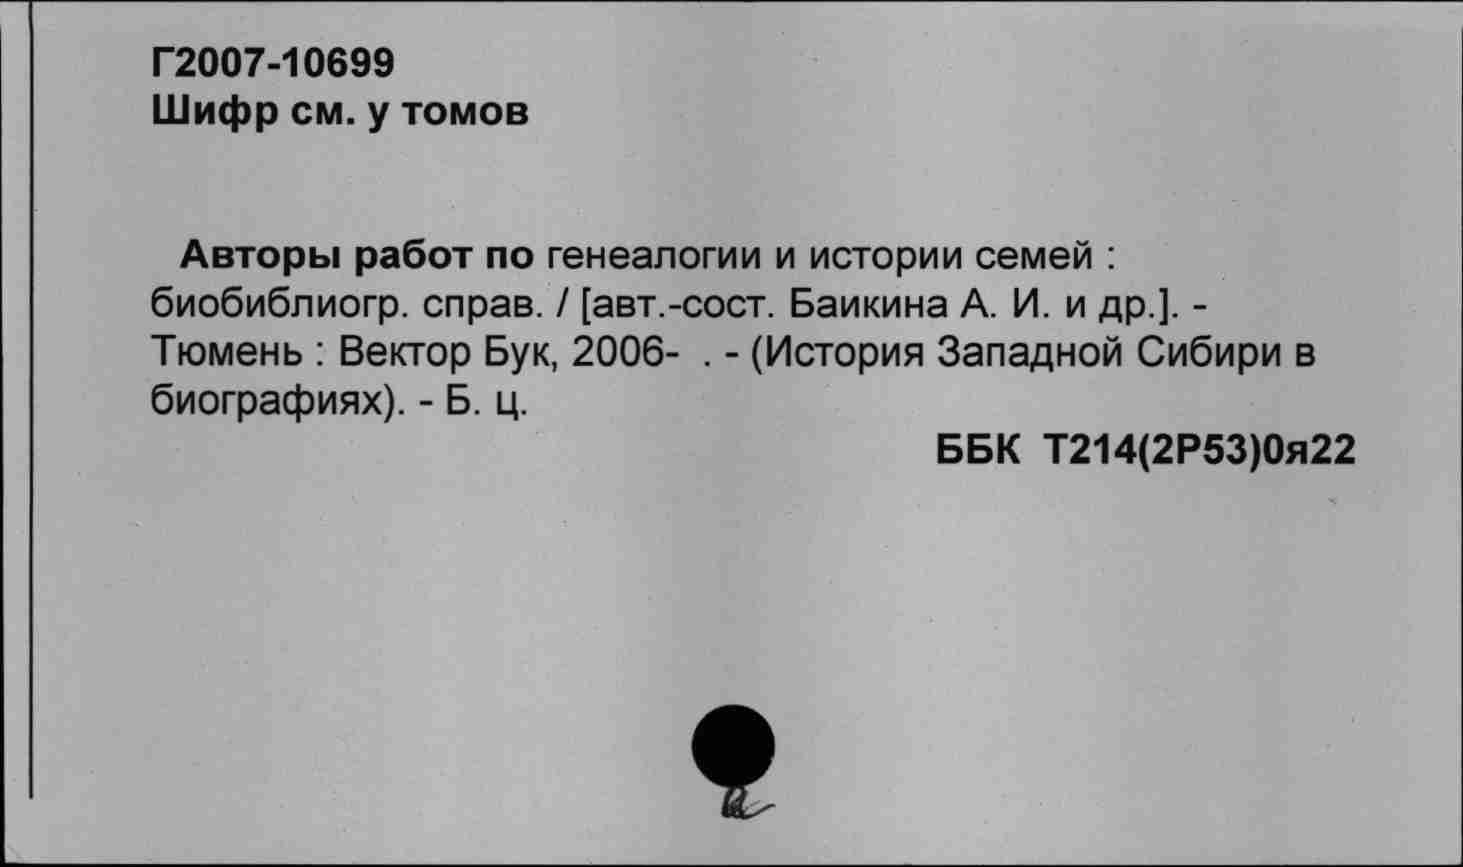 Г2007-10699
Шифр см. у томов
Авторы работ по генеалогии и истории семей :
биобиблиогр. справ. / [авт.-сост. Баикина А. И. и др.]. -
Тюмень : Вектор Бук, 2006-  . - (История Западной Сибири в
биографиях). - Б. ц.
ББК Т214(2Р53)0я22